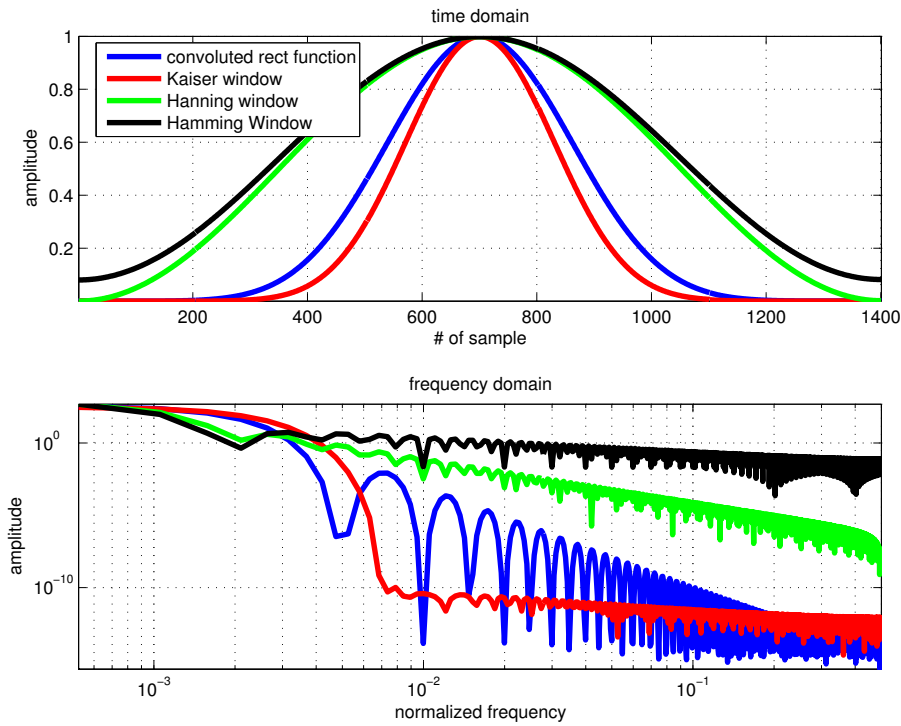 time domain
1
0.8
0.6
0.4
0.2
amplitude
convoluted rect function
Kaiser window
Hanning window
Hamming Window
200 400 600 800 1000 1200 1400
# of sample
frequency domain
10^0
10^−10
amplitude
10^−3 10^−2 10^−1
normalized frequency